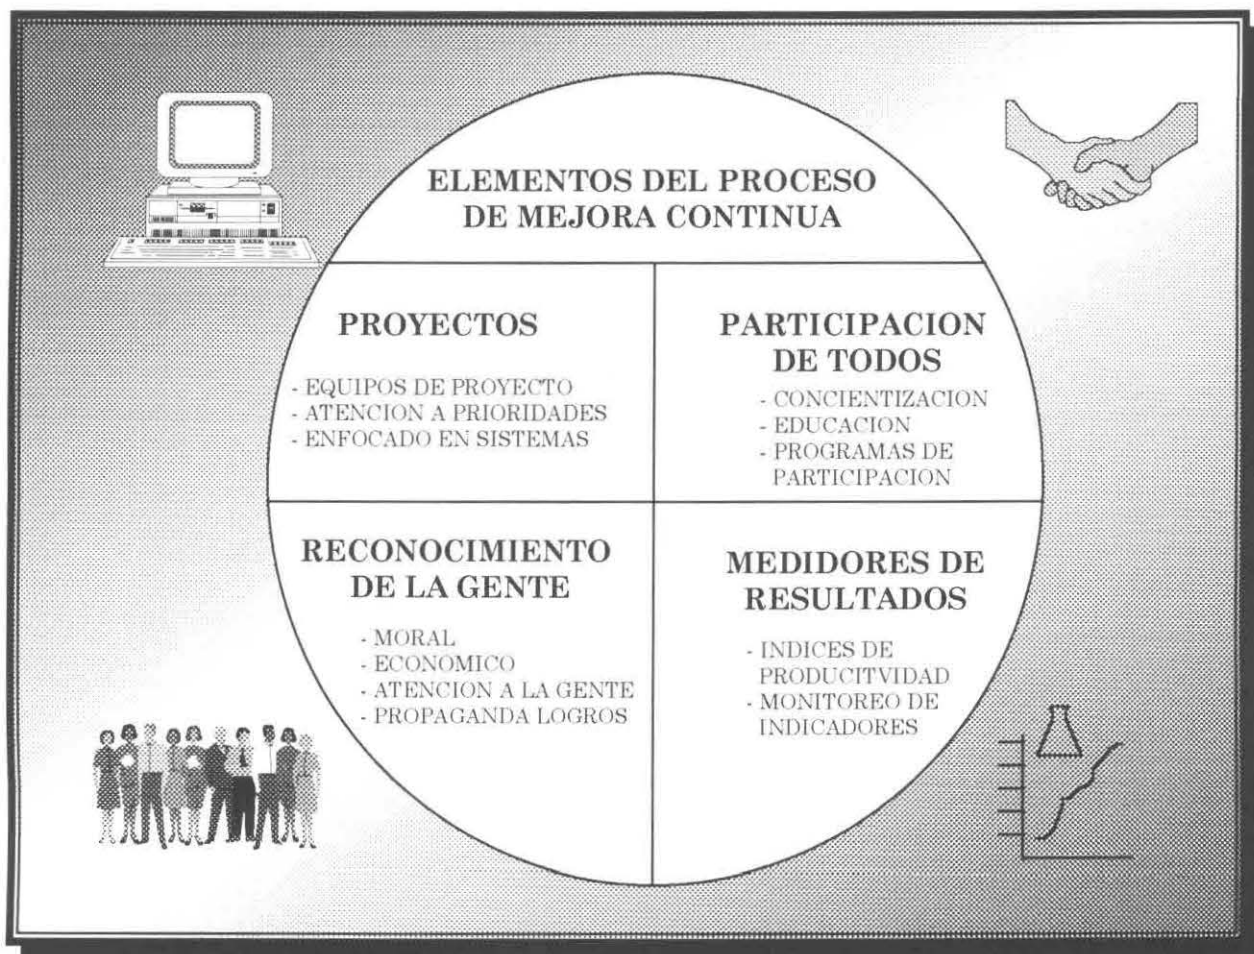 ELEMENTOS DEL PROCESO
DE MEJORA CONTINUA
PROYECTOS
- EQUIPOS DE PROYECTO
- ATENCION A PRIORIDADES
- ENFOCADO EN SISTEMAS
PARTICIPACION
DE TODOS
- CONCIENTIZACION
- EDUCACION
- PROGRAMAS DE
PARTICIPACION
RECONOCIMIENTO
DE LA GENTE
- MORAL
- ECONOMICO
- ATENCION A LA GENTE
- PROPAGANDA LOGROS
MEDIDORES DE
RESULTADOS
- INDICES DE
PRODUCITVIDAD
- MONITOREO DE
INDICADORES